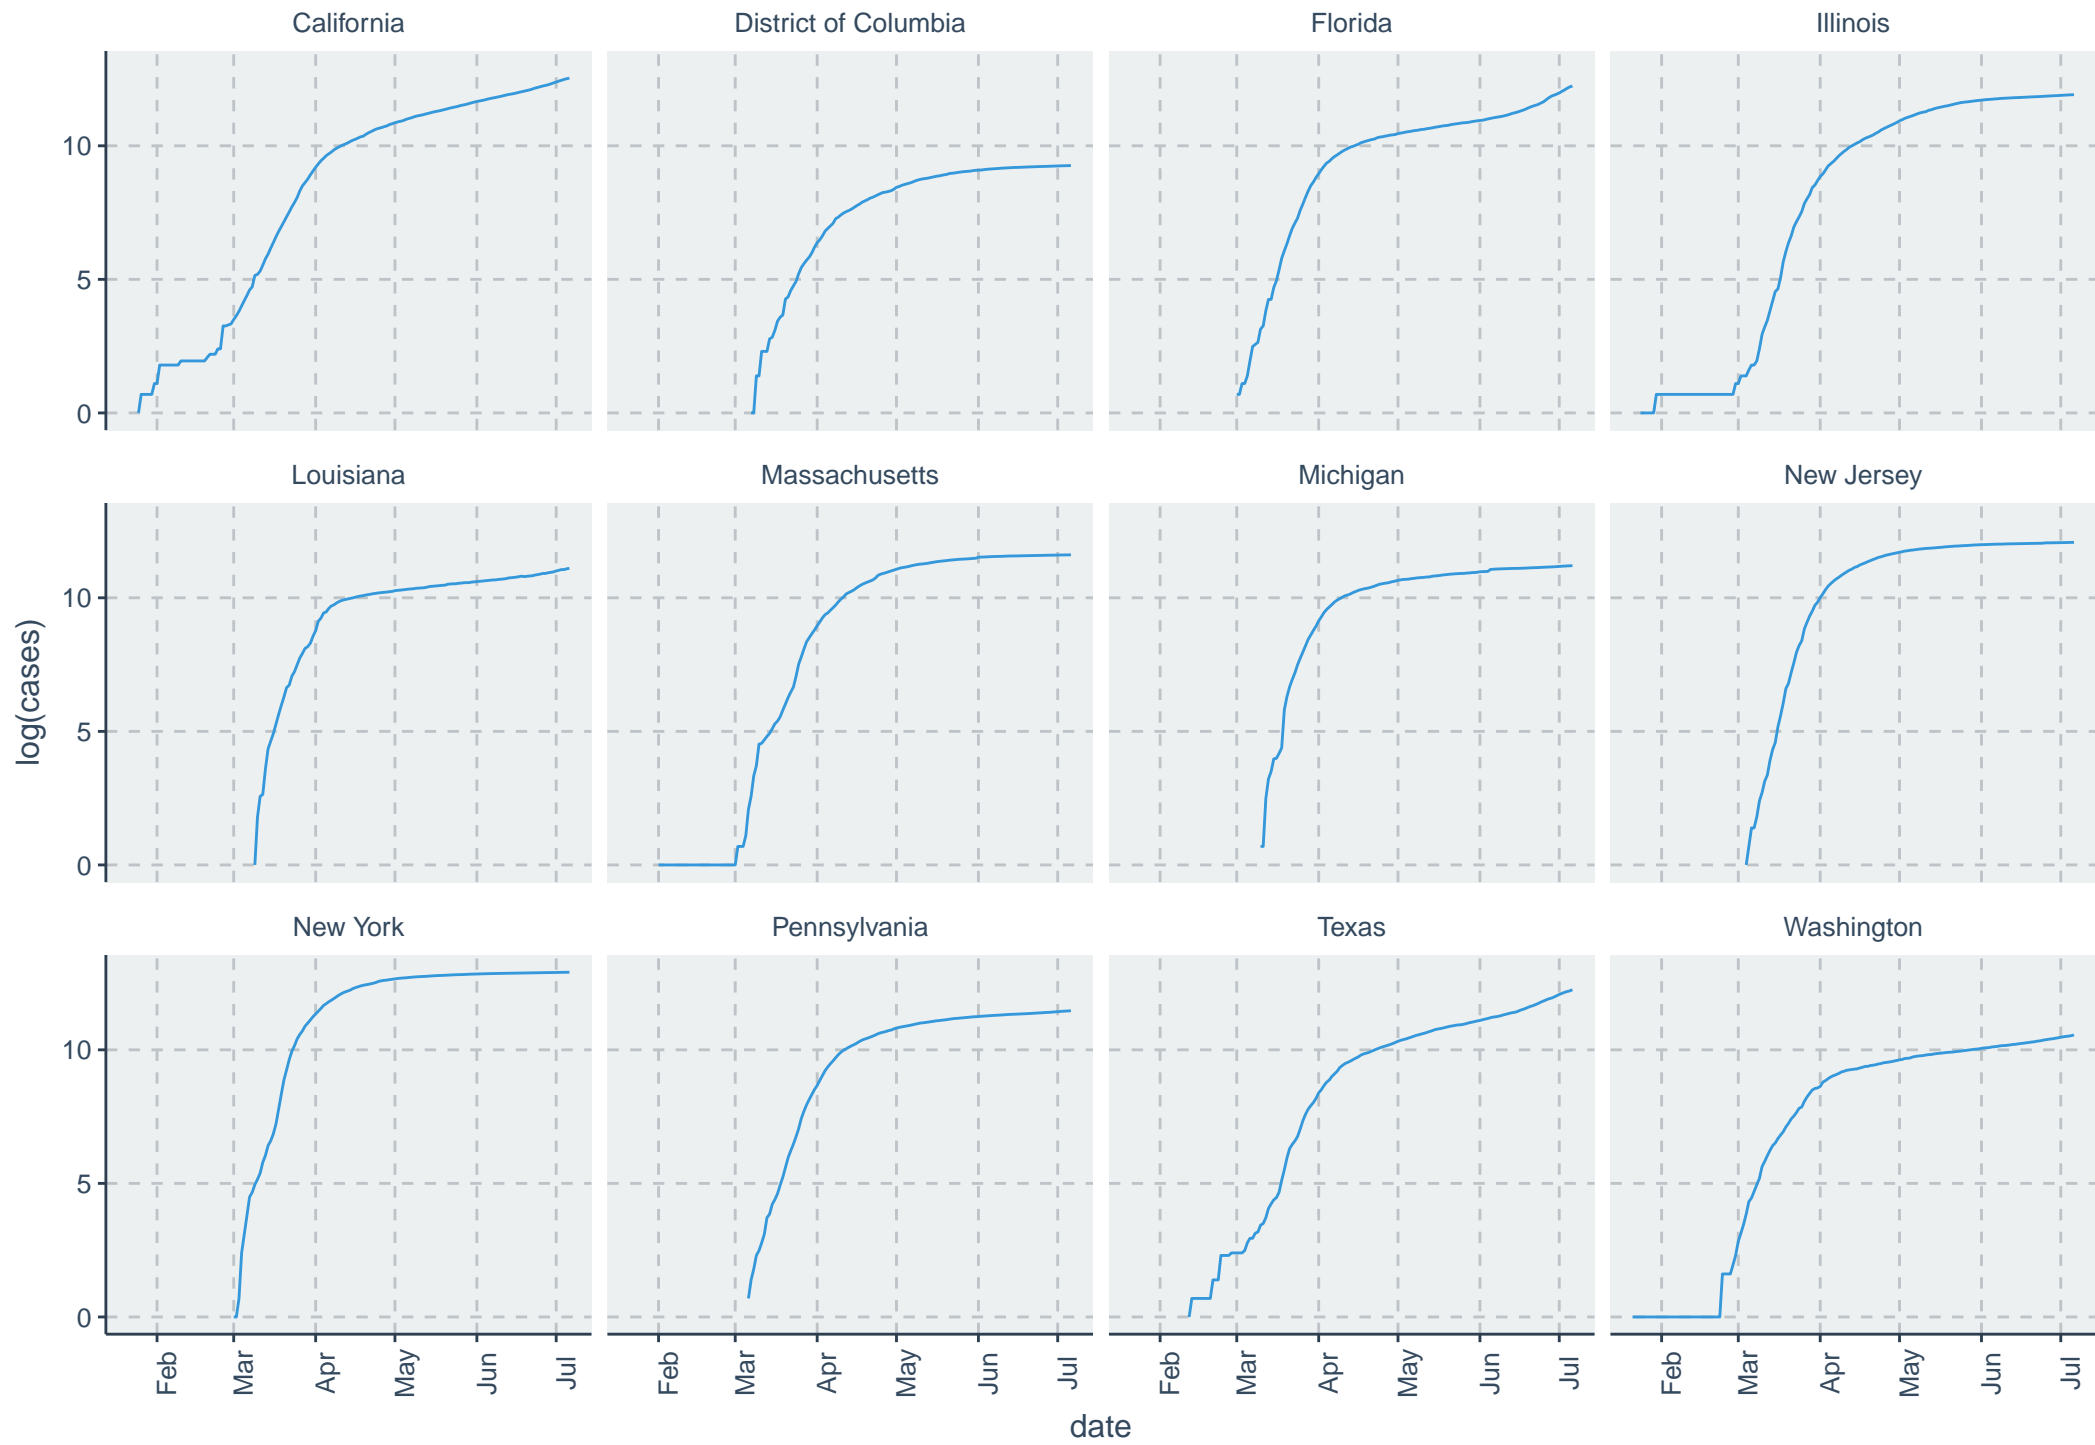 California District of Columbia Florida Illinois
10
5
0
Louisiana Massachusetts Michigan New Jersey
10
5
0
log(cases)
New York Pennsylvania Texas Washington
10
5
0
Feb Mar Apr May Jun Jul Feb Mar Apr May Jun Jul Feb Mar Apr May Jun Jul Feb Mar Apr May Jun Jul
date